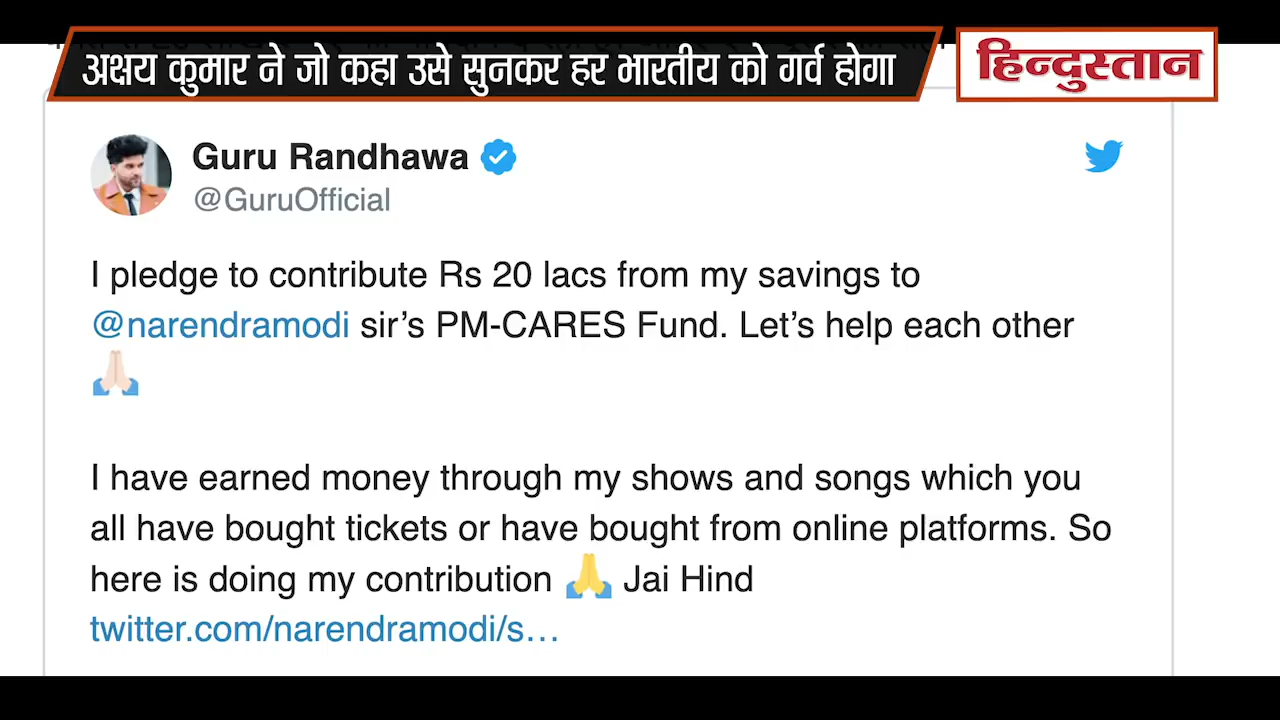 अक्षय कुमार ने जो कहा उसे सुनकर हर भारतीय को गर्व होगा
हिन्दुस्तान
Guru Randhawa
@GuruOfficial
I pledge to contribute Rs 20 lacs from my savings to
@narendramodi sir’s PM-CARES Fund. Let’s help each other
🙏🏻
I have earned money through my shows and songs which you
all have bought tickets or have bought from online platforms. So
here is doing my contribution 🙏 Jai Hind
twitter.com/narendramodi/s…